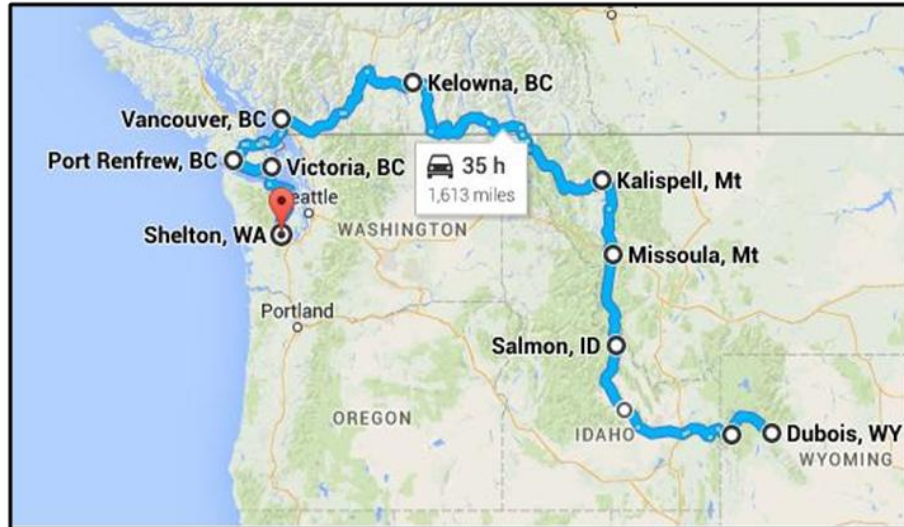 Kelowna, BC
Vancouver, BC
Port Renfrew, BC
Victoria, BC
35 h
1,613 miles
Kalispell, Mt
eattle
Shelton, WA
WASHINGTON
Missoula, Mt
Portland
Salmon, ID
OREGON
IDAHO
Dubois, WY
WYOMING